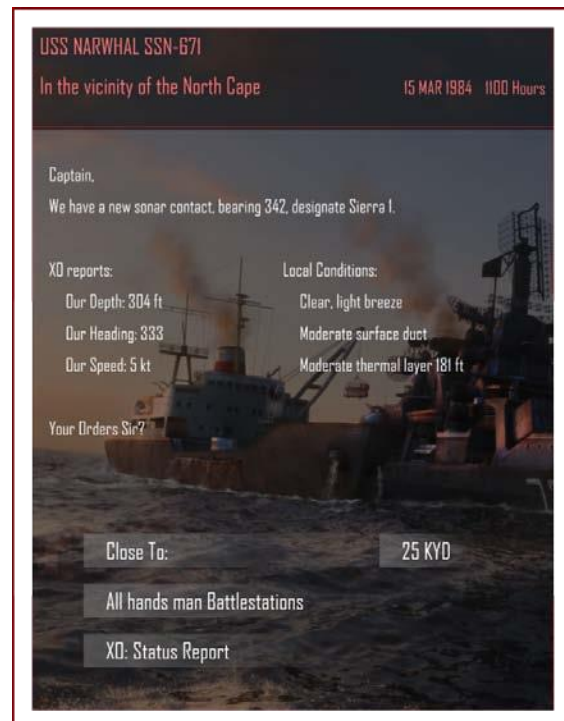 USS NARWHAL SSN-671
In the vicinity of the North Cape 15 MAR 1984 1100 Hours
Captain,
We have a new sonar contact, bearing 342, designate Sierra 1.
XO reports:
Our Depth: 304 ft
Our Heading: 333
Our Speed: 5 kt
Local Conditions:
Clear, light breeze
Moderate surface duct
Moderate thermal layer 181 ft
Your Orders Sir?
Close To: 25 KYD
All hands man Battlestations
XO: Status Report